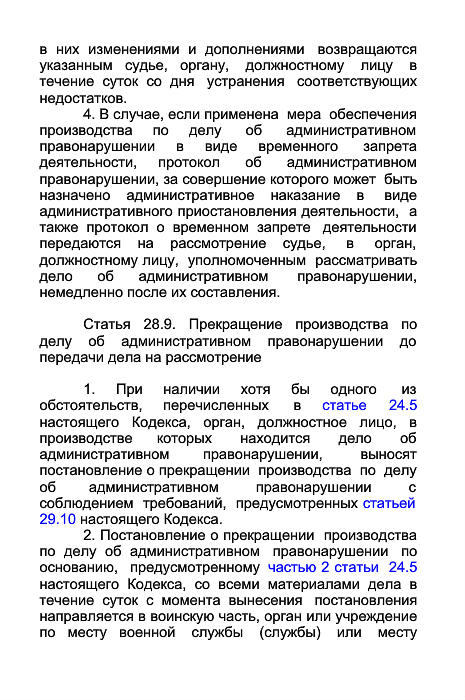 в них изменениями и дополнениями возвращаются
указанным судье, органу, должностному лицу в
течение суток со дня устранения соответствующих
недостатков.
4. В случае, если применена мера обеспечения
производства по делу об административном
правонарушении в виде временного запрета
деятельности, протокол об административном
правонарушении, за совершение которого может быть
назначено административное наказание в виде
административного приостановления деятельности, а
также протокол о временном запрете деятельности
передаются на рассмотрение судье, в орган,
должностному лицу, уполномоченным рассматривать
дело об административном правонарушении,
немедленно после их составления.
Статья 28.9. Прекращение производства по
делу об административном правонарушении до
передачи дела на рассмотрение
1. При наличии хотя бы одного из
обстоятельств, перечисленных в статье 24.5
настоящего Кодекса, орган, должностное лицо, в
производстве которых находится дело об
административном правонарушении, выносят
постановление о прекращении производства по делу
об административном правонарушении с
соблюдением требований, предусмотренных статьей
29.10 настоящего Кодекса.
2. Постановление о прекращении производства
по делу об административном правонарушении по
основанию, предусмотренному частью 2 статьи 24.5
настоящего Кодекса, со всеми материалами дела в
течение суток с момента вынесения постановления
направляется в воинскую часть, орган или учреждение
по месту военной службы (службы) или месту